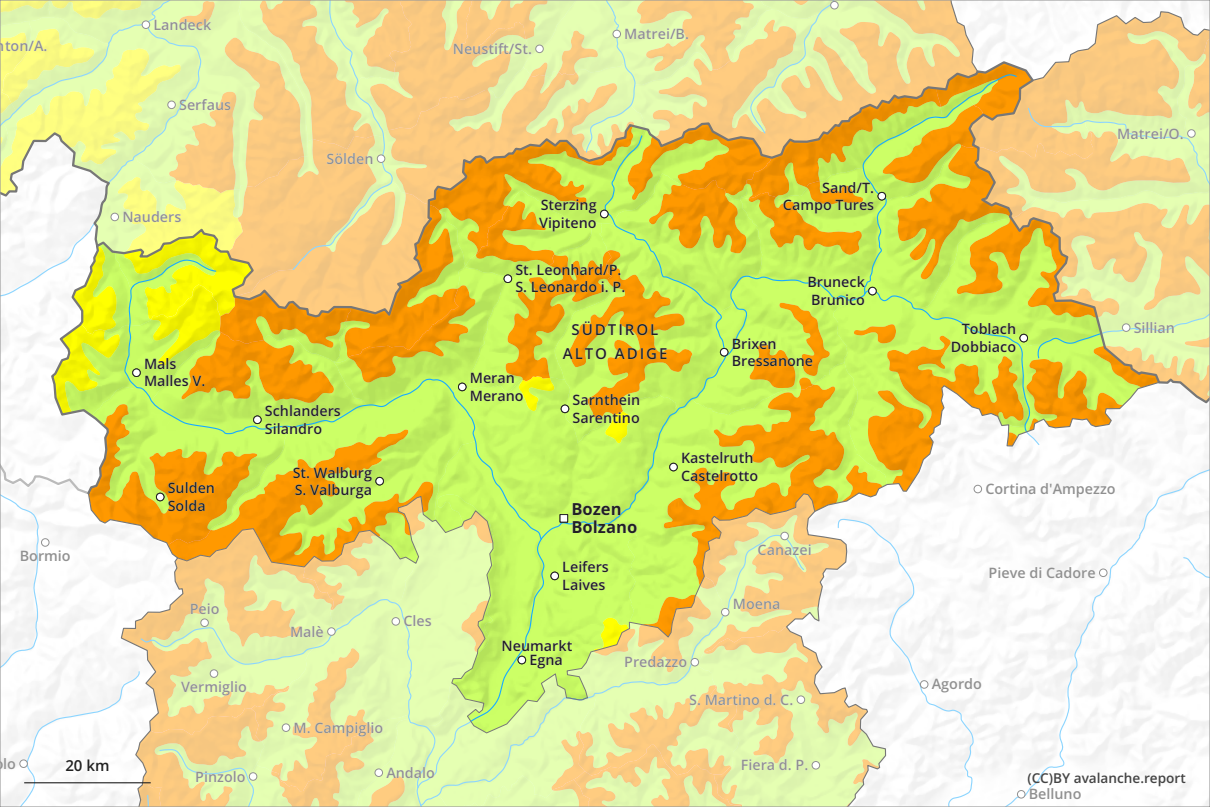 Landeck
nton/A.
Neustift/St.
Matrei/B.
Serfaus
Matrei/O.
Sölden
Sand/T.
Campo Tures
Sterzing
Vipiteno
Nauders
St. Leonhard/P.
S. Leonardo i. P.
Bruneck
Brunico
SÜDTIROL
ALTO ADIGE
Toblach
Dobbiaco
Sillian
Brixen
Bressanone
Mals
Malles V.
Meran
Merano
Schlanders
Silandro
Sarnthein
Sarentino
Kastelruth
Castelrotto
St. Walburg
S. Valburga
Sulden
Solda
Cortina d'Ampezzo
Bozen
Bolzano
Bormio
Canazei
Leifers
Laives
Pieve di Cadore
Peio
Moena
Malè
Cles
Neumarkt
Egna
Predazzo
Vermiglio
Agordo
S. Martino d. C.
M. Campiglio
20 km
olo
Pinzolo
Andalo
Fiera d. P.
(CC)BY avalanche.report
Belluno